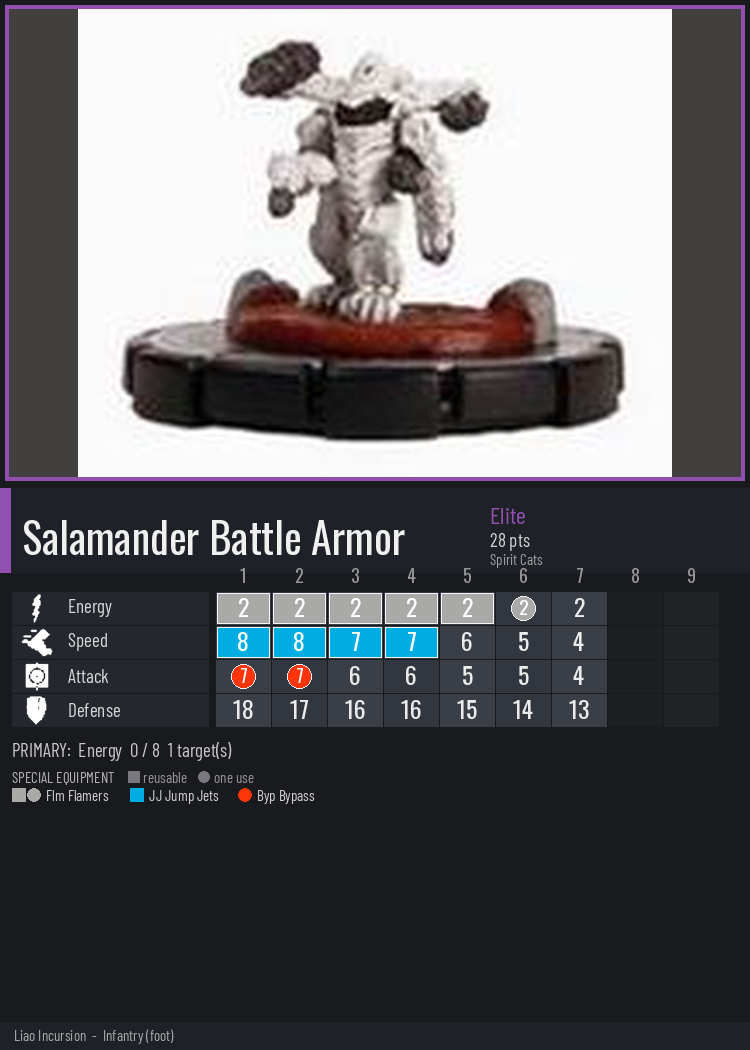 Salamander Battle Armor
Elite
28 pts
Spirit Cats
1 2 3 4 5 6 7 8 9
Energy 2 2 2 2 2 2 2
Speed 8 8 7 7 6 5 4
Attack 7 7 6 6 5 5 4
Defense 18 17 16 16 15 14 13
PRIMARY: Energy 0 / 8 1 target(s)
SPECIAL EQUIPMENT reusable one use
Flm Flamers JJ Jump Jets Byp Bypass
Liao Incursion - Infantry (foot)